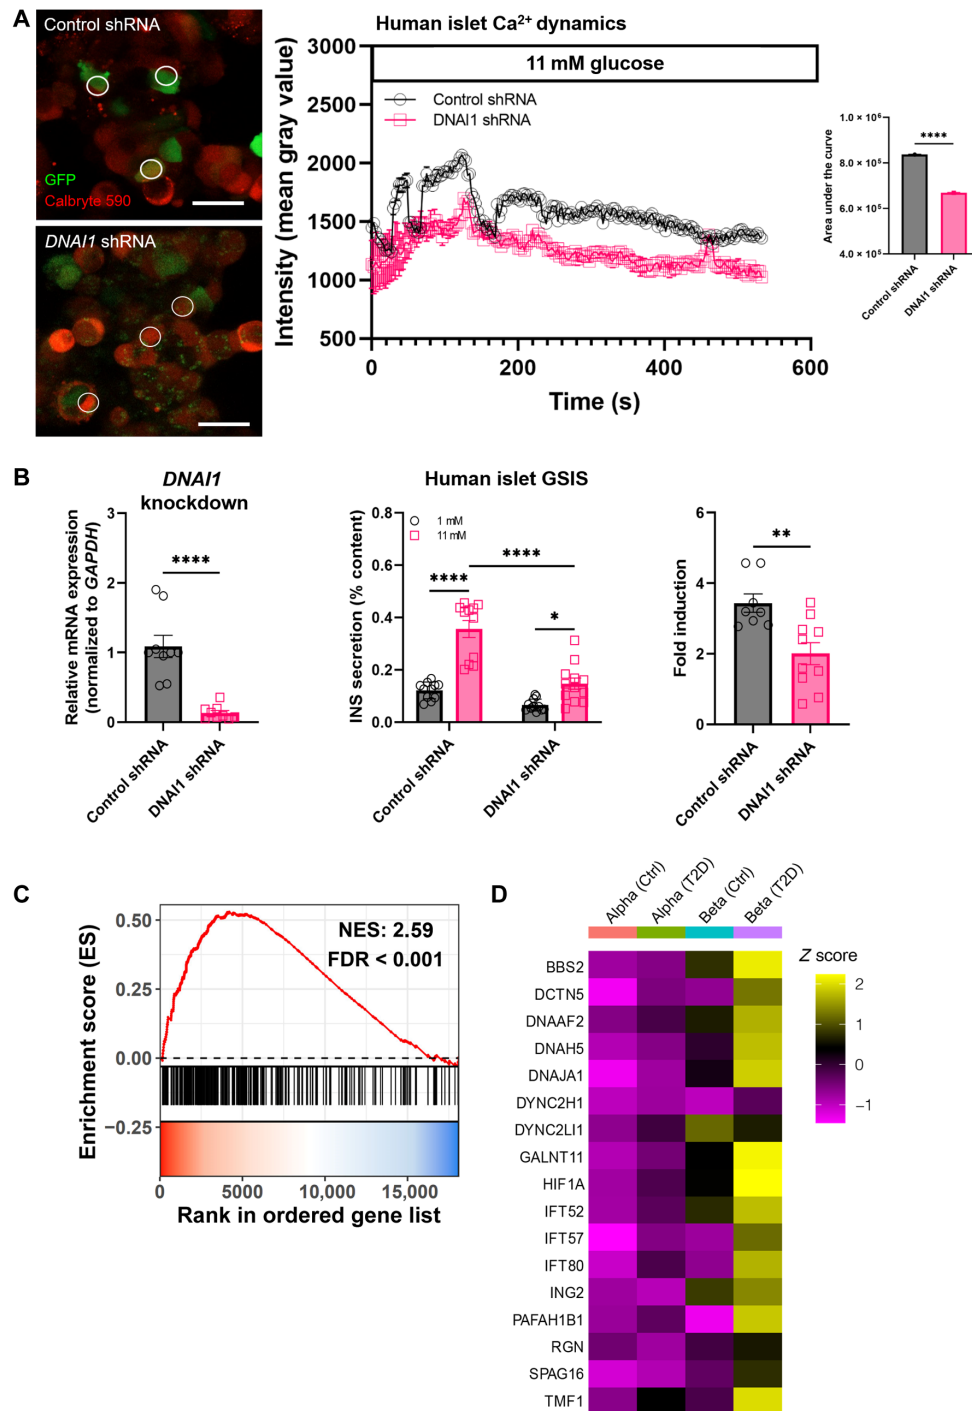 A
Control shRNA
GFP
Calbryte 590
DNAI1 shRNA
Human islet Ca²⁺ dynamics
Intensity (mean gray value)
3000
2500
2000
1500
1000
500
11 mM glucose
Control shRNA
DNAI1 shRNA
0
200
400
600
Time (s)
Area under the curve
1.0 × 10⁶
8.0 × 10⁵
6.0 × 10⁵
4.0 × 10⁵
****
Control shRNA
DNAI1 shRNA
B
DNAI1
knockdown
Relative mRNA expression
(normalized to GAPDH)
3
2
1
0
****
Control shRNA
DNAI1 shRNA
Human islet GSIS
INS secretion (% content)
0.8
0.6
0.4
0.2
0.0
1 mM
11 mM
****
****
*
Control shRNA
DNAI1 shRNA
Fold induction
6
4
2
0
**
Control shRNA
DNAI1 shRNA
C
Enrichment score (ES)
0.50
0.25
0.00
−0.25
NES: 2.59
FDR < 0.001
0
5000
10,000
15,000
Rank in ordered gene list
D
Alpha (Ctrl)
Alpha (T2D)
Beta (Ctrl)
Beta (T2D)
BBS2
DCTN5
DNAAF2
DNAH5
DNAJA1
DYNC2H1
DYNC2LI1
GALNT11
HIF1A
IFT52
IFT57
IFT80
ING2
PAFAH1B1
RGN
SPAG16
TMF1
Z score
2
1
0
−1